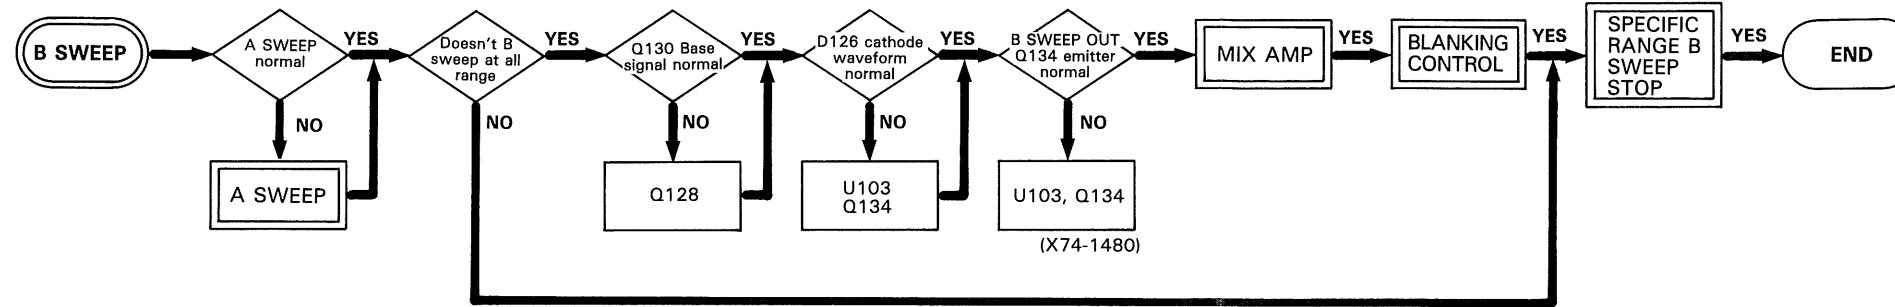 B SWEEP
A SWEEP
normal
YES
NO
A SWEEP
Doesn't B
sweep at all
range
YES
NO
Q130 Base
signal normal
YES
NO
Q128
D126 cathode
waveform
normal
YES
NO
U103
Q134
B SWEEP OUT
Q134 emitter
normal
YES
NO
U103, Q134
(X74-1480)
MIX AMP
YES
BLANKING
CONTROL
YES
SPECIFIC
RANGE B
SWEEP
STOP
YES
END